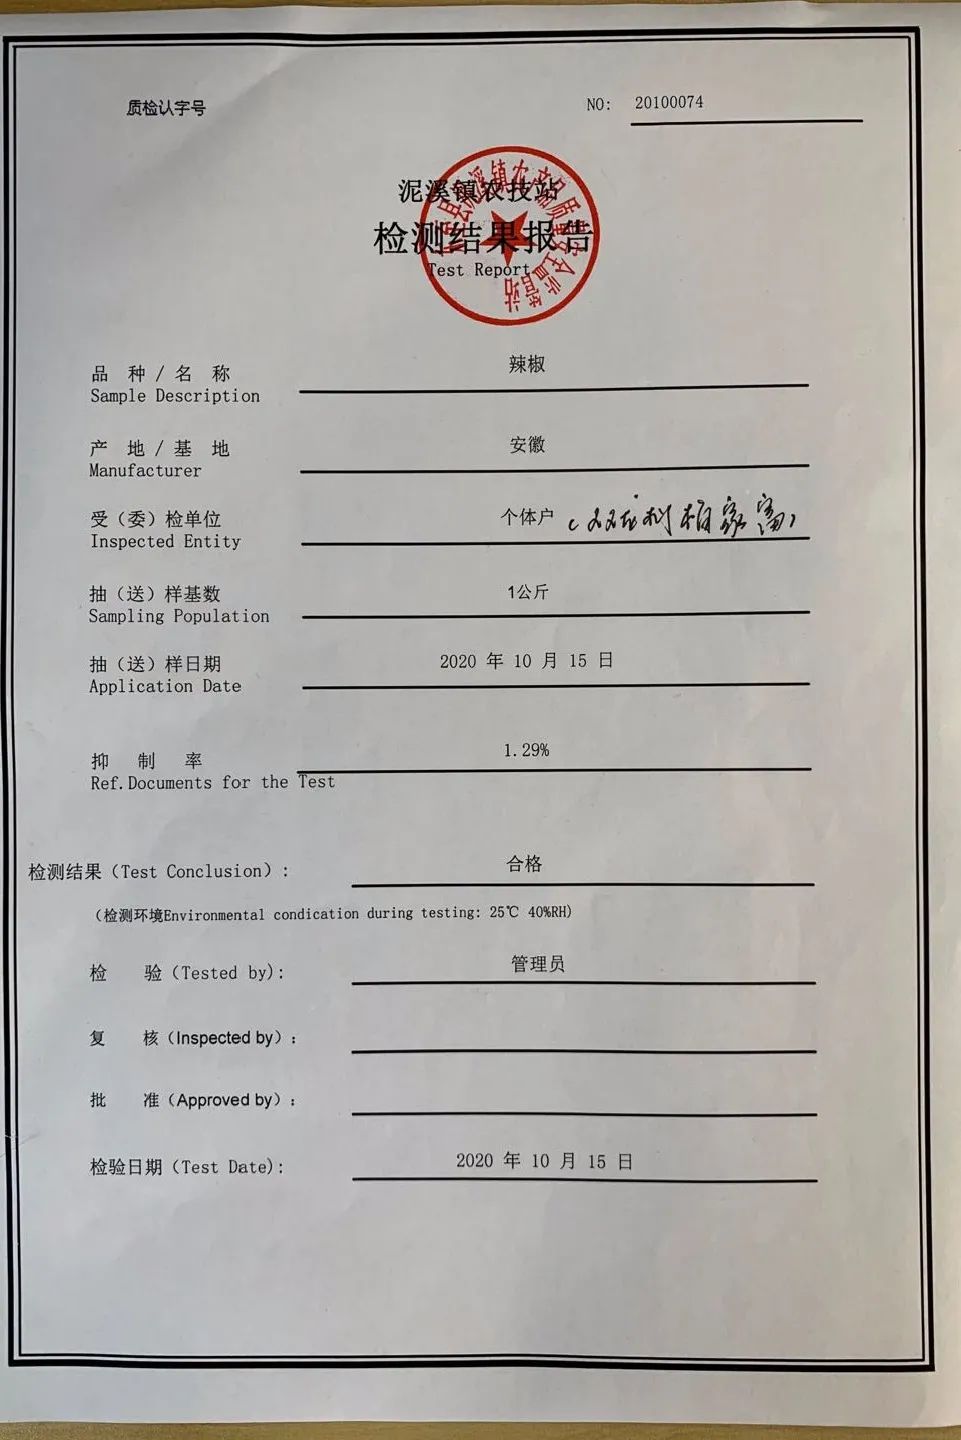 质检认字号
NO: 20100074
泥溪镇农技站
检测结果报告
Test Report
品 种 / 名 称 辣椒
Sample Description
产 地 / 基 地 安徽
Manufacturer
受（委）检单位 个体户
Inspected Entity
抽（送）样基数 1公斤
Sampling Population
抽（送）样日期 2020 年 10 月 15 日
Application Date
抑 制 率 1.29%
Ref.Documents for the Test
检测结果（Test Conclusion）: 合格
（检测环境Environmental condication during testing: 25℃ 40%RH)
检 验（Tested by): 管理员
复 核（Inspected by）:
批 准（Approved by）:
检验日期（Test Date): 2020 年 10 月 15 日